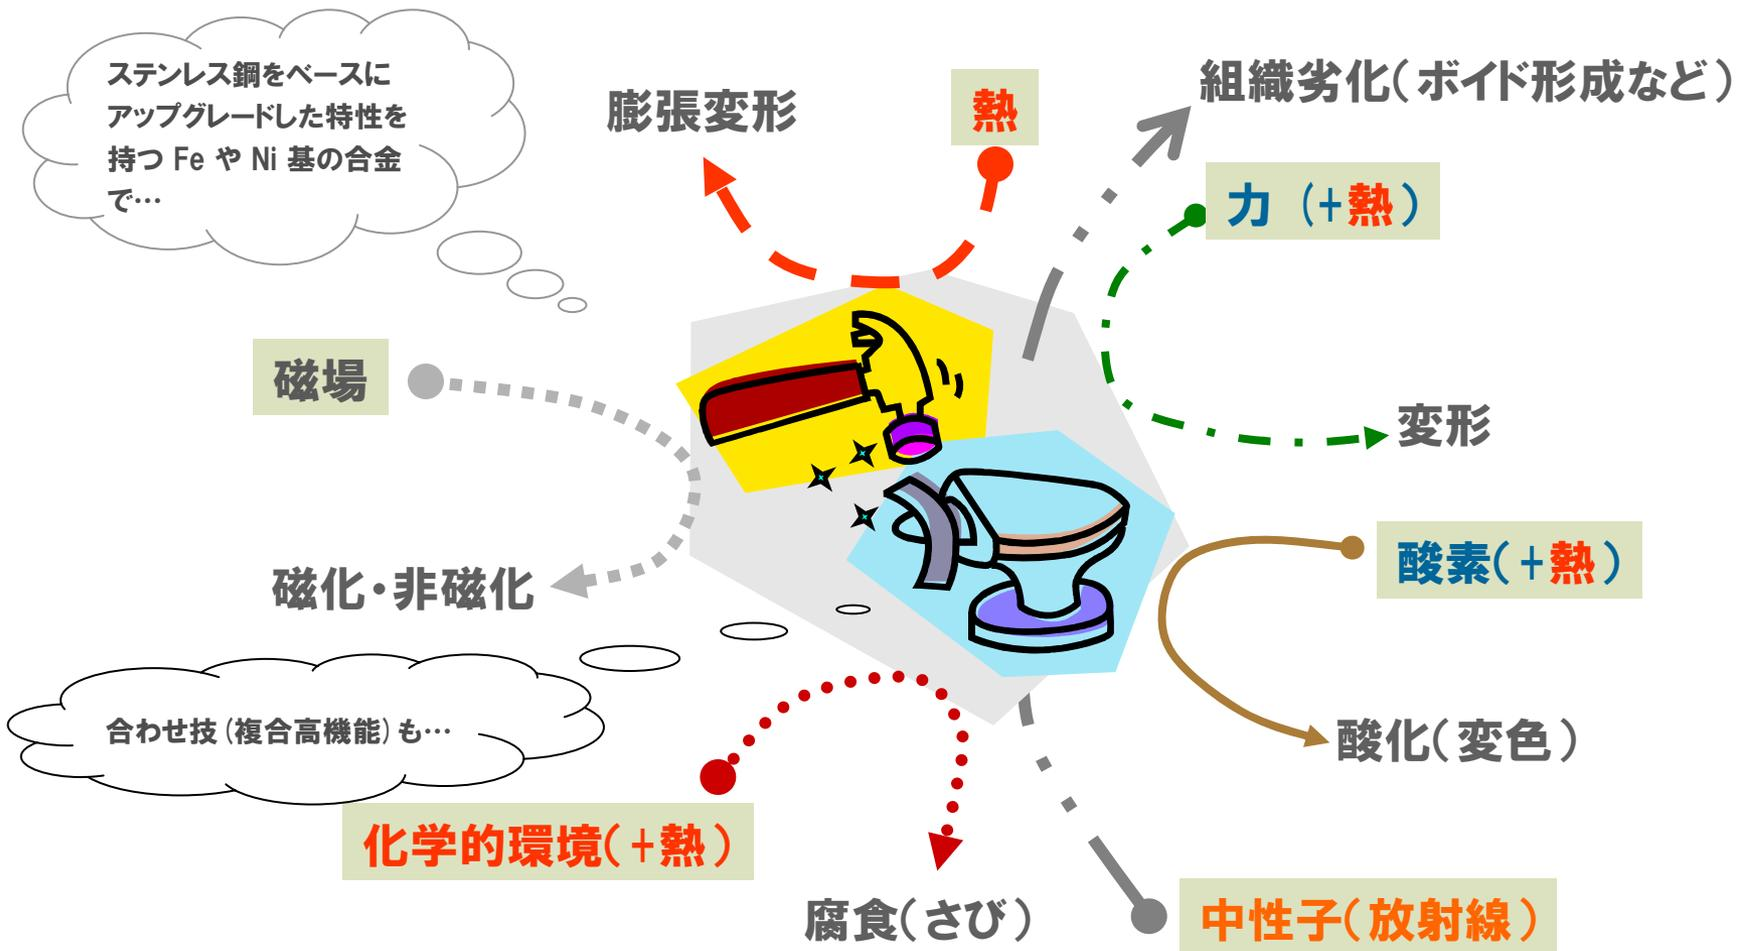 ステンレス鋼をベースに
アップグレードした特性を
持つ Fe や Ni 基の合金
で…
膨張変形
熱
組織劣化(ボイド形成など)
力 (+熱)
磁場
変形
酸素(+熱)
磁化・非磁化
合わせ技(複合高機能)も…
酸化(変色)
化学的環境(+熱)
腐食(さび)
中性子(放射線)